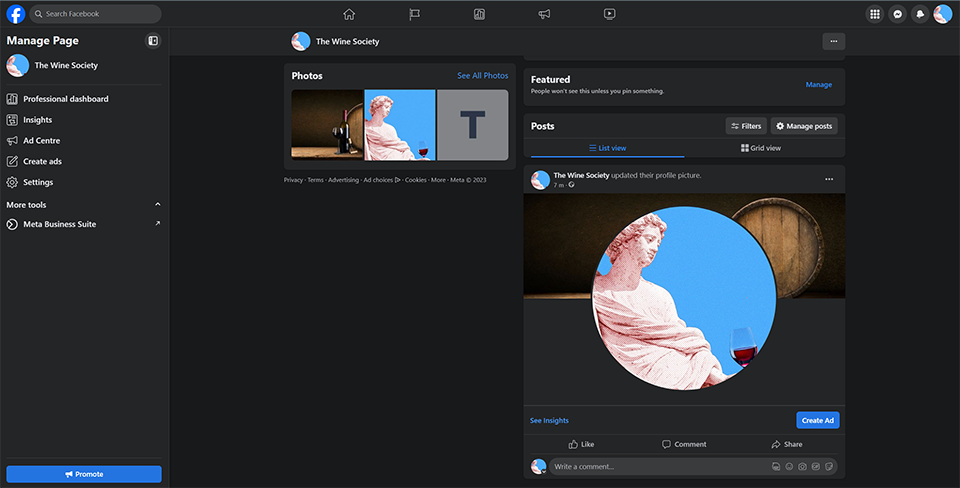 Search Facebook
Manage Page
The Wine Society
Professional dashboard
Insights
Ad Centre
Create ads
Settings
More tools
Meta Business Suite
Promote
The Wine Society
Photos
See All Photos
T
Privacy · Terms · Advertising · Ad choices · Cookies · More · Meta © 2023
Featured
People won't see this unless you pin something.
Manage
Posts
Filters
Manage posts
List view
Grid view
The Wine Society updated their profile picture.
7 m ·
See Insights
Create Ad
Like
Comment
Share
Write a comment...